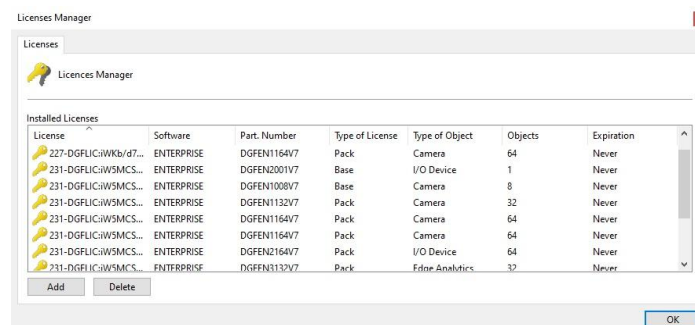 Licenses Manager
Licenses
Licences Manager
Installed Licenses
License Software Part. Number Type of License Type of Object Objects Expiration
227-DGFLIC:iWKb/d7... ENTERPRISE DGFEN1164V7 Pack Camera 64 Never
231-DGFLIC:iW5MCS... ENTERPRISE DGFEN2001V7 Base I/O Device 1 Never
231-DGFLIC:iW5MCS... ENTERPRISE DGFEN1008V7 Base Camera 8 Never
231-DGFLIC:iW5MCS... ENTERPRISE DGFEN1132V7 Pack Camera 32 Never
231-DGFLIC:iW5MCS... ENTERPRISE DGFEN1164V7 Pack Camera 64 Never
231-DGFLIC:iW5MCS... ENTERPRISE DGFEN1164V7 Pack Camera 64 Never
231-DGFLIC:iW5MCS... ENTERPRISE DGFEN2164V7 Pack I/O Device 64 Never
231-DGFLIC:iW5MCS... ENTERPRISE DGFEN3132V7 Pack Edge Analytics 32 Never
Add Delete
OK